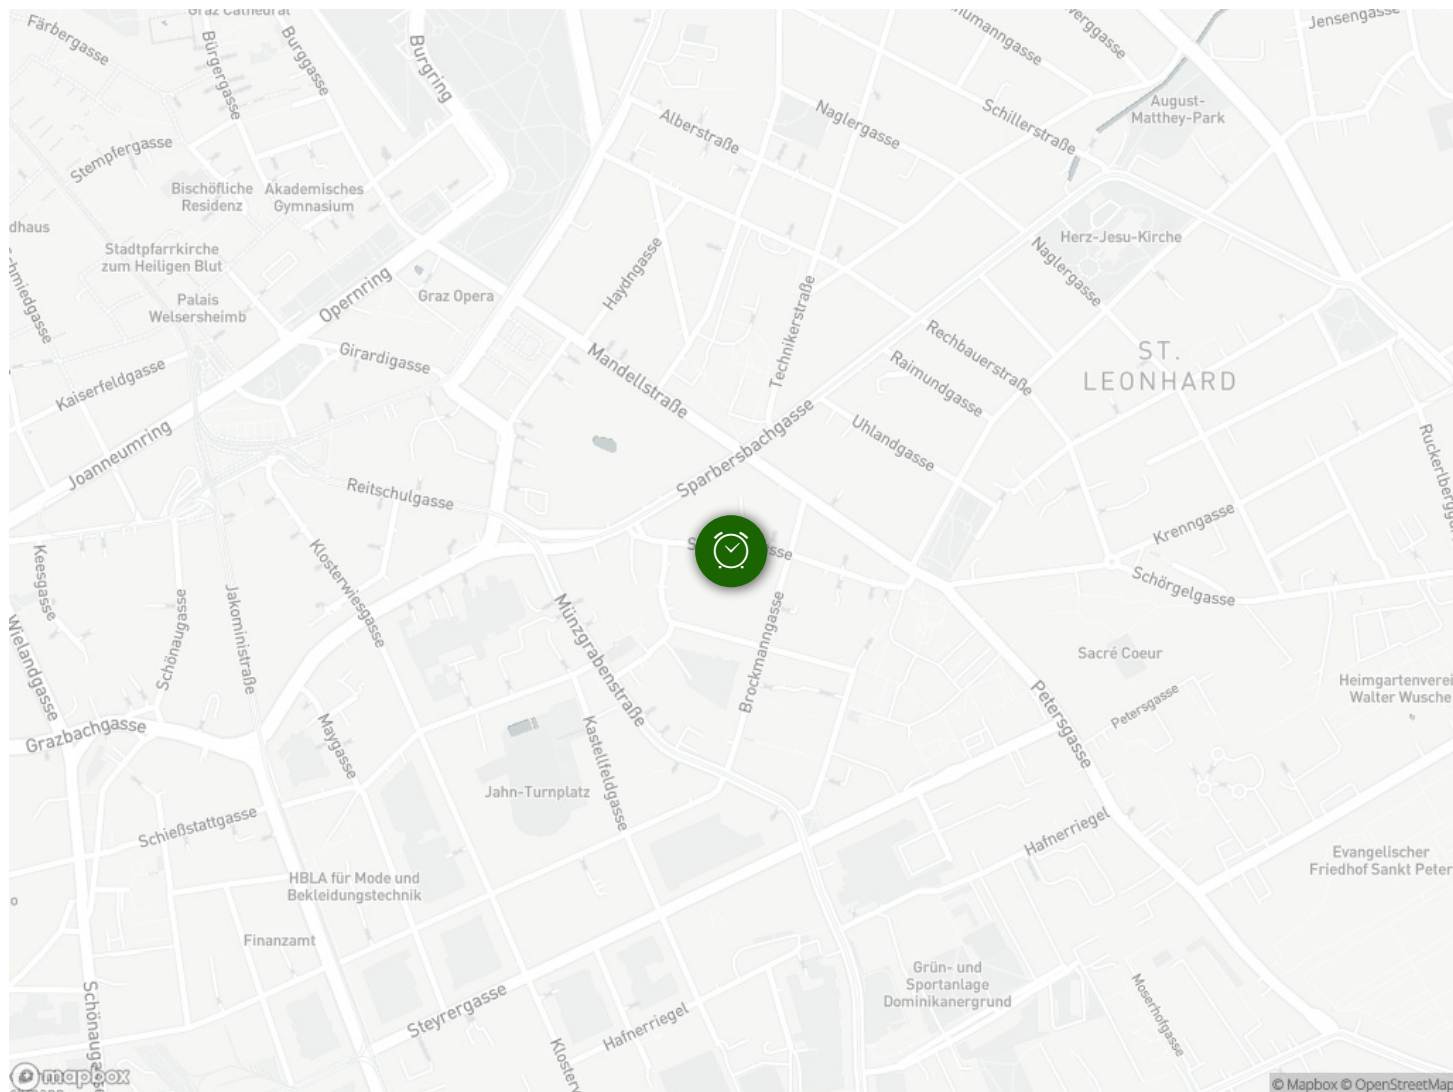 Graz Cathedral
Färbergasse
Bürgergasse
Burggasse
Burgring
Jensengasse
Alberstraße
Naglergasse
Schillerstraße
August-
Matthey-Park
Stempfergasse
Bischöfliche
Residenz
Akademisches
Gymnasium
Stadtpfarrkirche
zum Heiligen Blut
Herz-Jesu-Kirche
Haydngasse
Naglergasse
Opernring
Graz Opera
Palais
Welsersheimb
Technikerstraße
Girardigasse
Mandellstraße
Rechbauerstraße
Raimundgasse
ST.
LEONHARD
Kaiserfeldgasse
Joanneumring
Sparbersbachgasse
Uhlandgasse
Reitschulgasse
Krenngasse
Keesgasse
Klosterwiesgasse
Schörgelgasse
Schönaugasse
Jakoministraße
Münzgrabenstraße
Brockmanngasse
Wielandgasse
Sacré Coeur
Petersgasse
Petersgasse
Heimgartenverei
Walter Wusche
Grazbachgasse
Maygasse
Kastellfeldgasse
Jahn-Turnplatz
Schießstattgasse
Hafnerriegel
Evangelischer
Friedhof Sankt Peter
HBLA für Mode und
Bekleidungstechnik
Finanzamt
Grün- und
Sportanlage
Dominikanergrund
Moserhofgasse
Steyrergasse
Hafnerriegel
mapbox
© Mapbox © OpenStreetMap